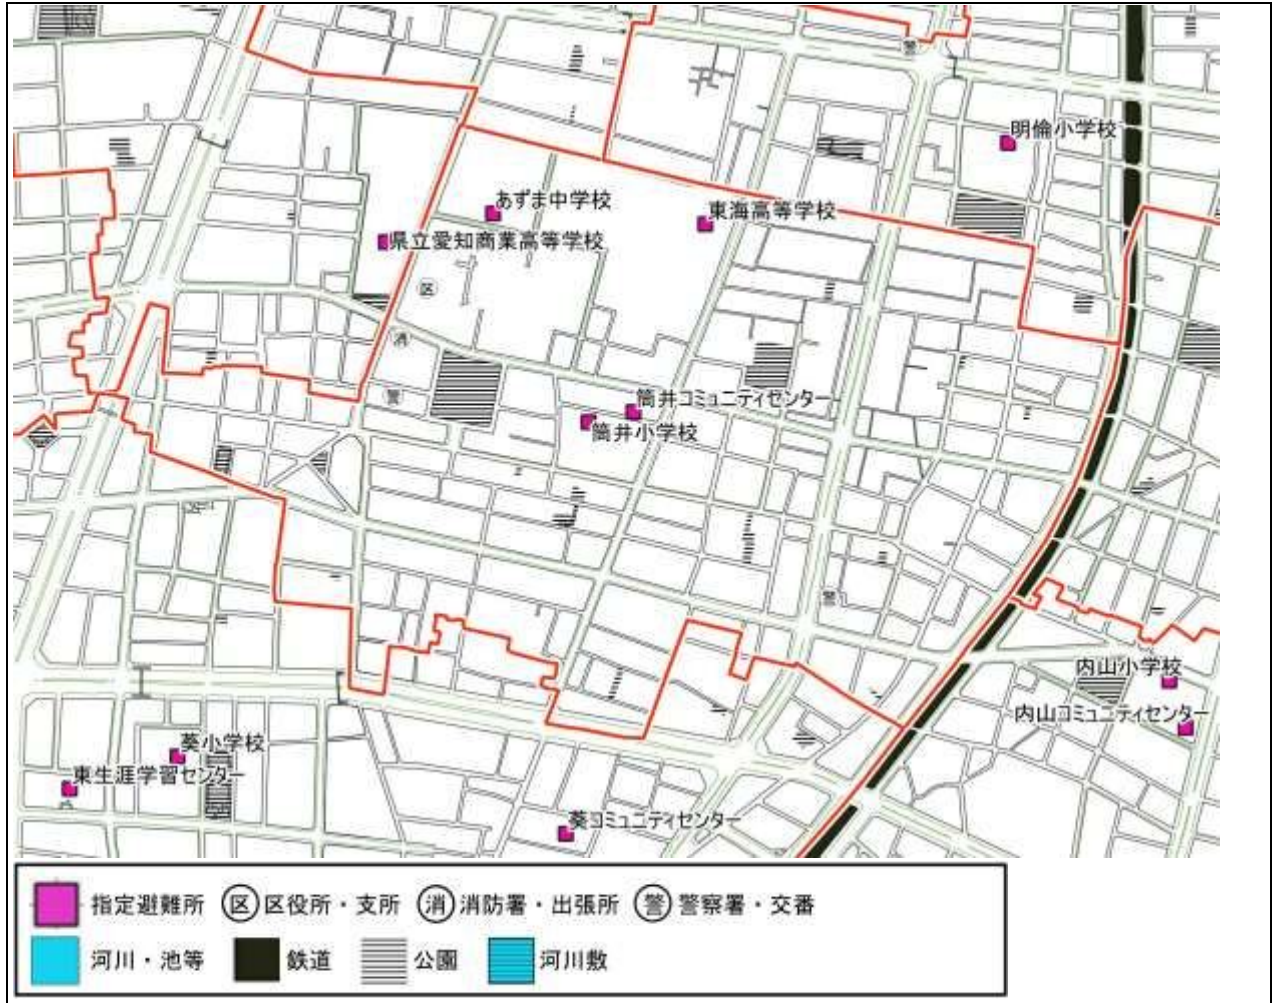 警
明倫小学校
あずま中学校
東海高等学校
県立愛知商業高等学校
区
消
警
筒井コミュニティセンター
筒井小学校
警
内山小学校
内山コミュニティセンター
葵小学校
東生涯学習センター
葵コミュニティセンター
指定避難所 区 区役所・支所 消 消防署・出張所 警 警察署・交番
河川・池等 鉄道 公園 河川敷